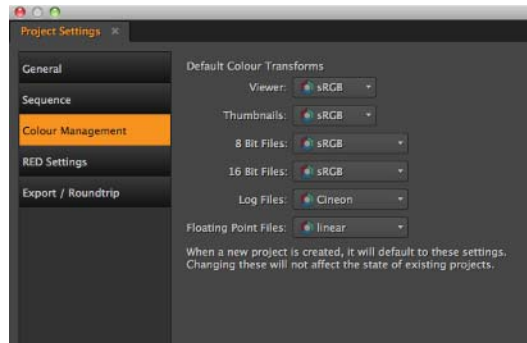 Project Settings
General
Sequence
Colour Management
RED Settings
Export / Roundtrip
Default Colour Transforms
Viewer: sRGB
Thumbnails: sRGB
8 Bit Files: sRGB
16 Bit Files: sRGB
Log Files: Cineon
Floating Point Files: linear
When a new project is created, it will default to these settings.
Changing these will not affect the state of existing projects.